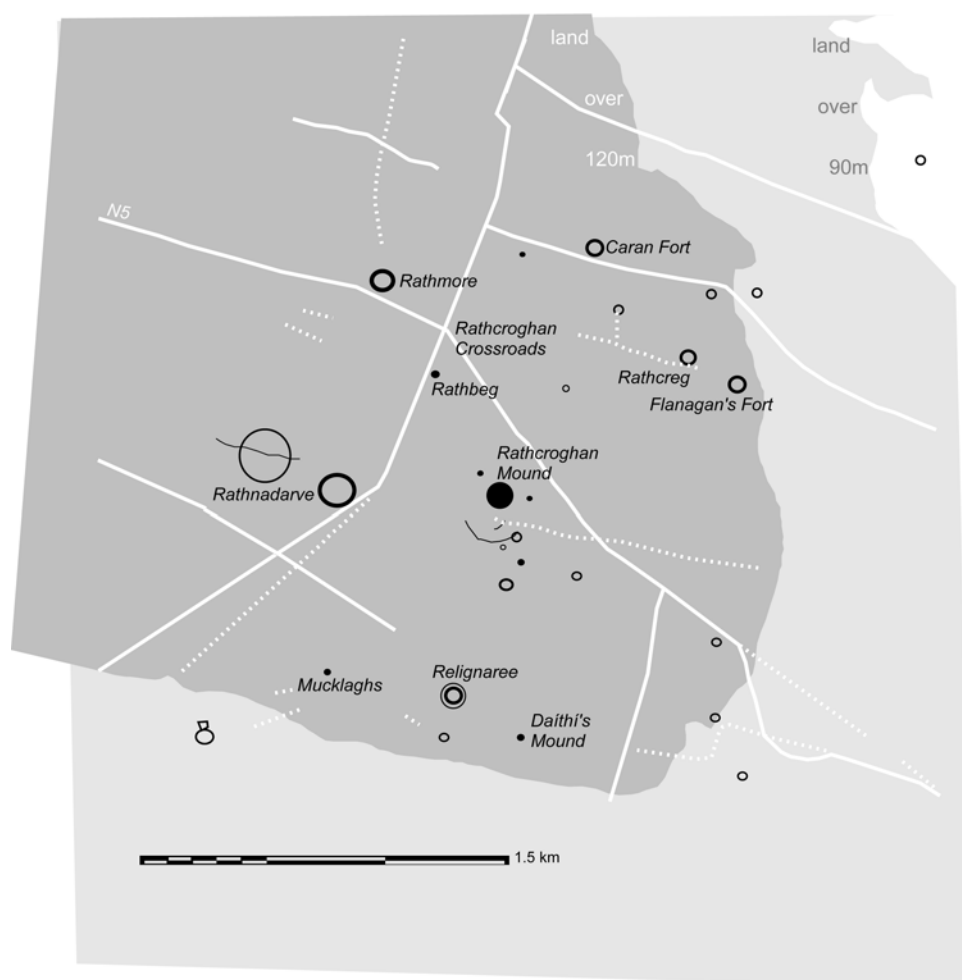 land
over
120m
land
over
90m
N5
Caran Fort
Rathmore
Rathcroghan
Crossroads
Rathbeg
Rathcreg
Flanagan's Fort
Rathcroghan
Mound
Rathnadarve
Mucklaghs
Relignaree
Daithi's
Mound
1.5 km